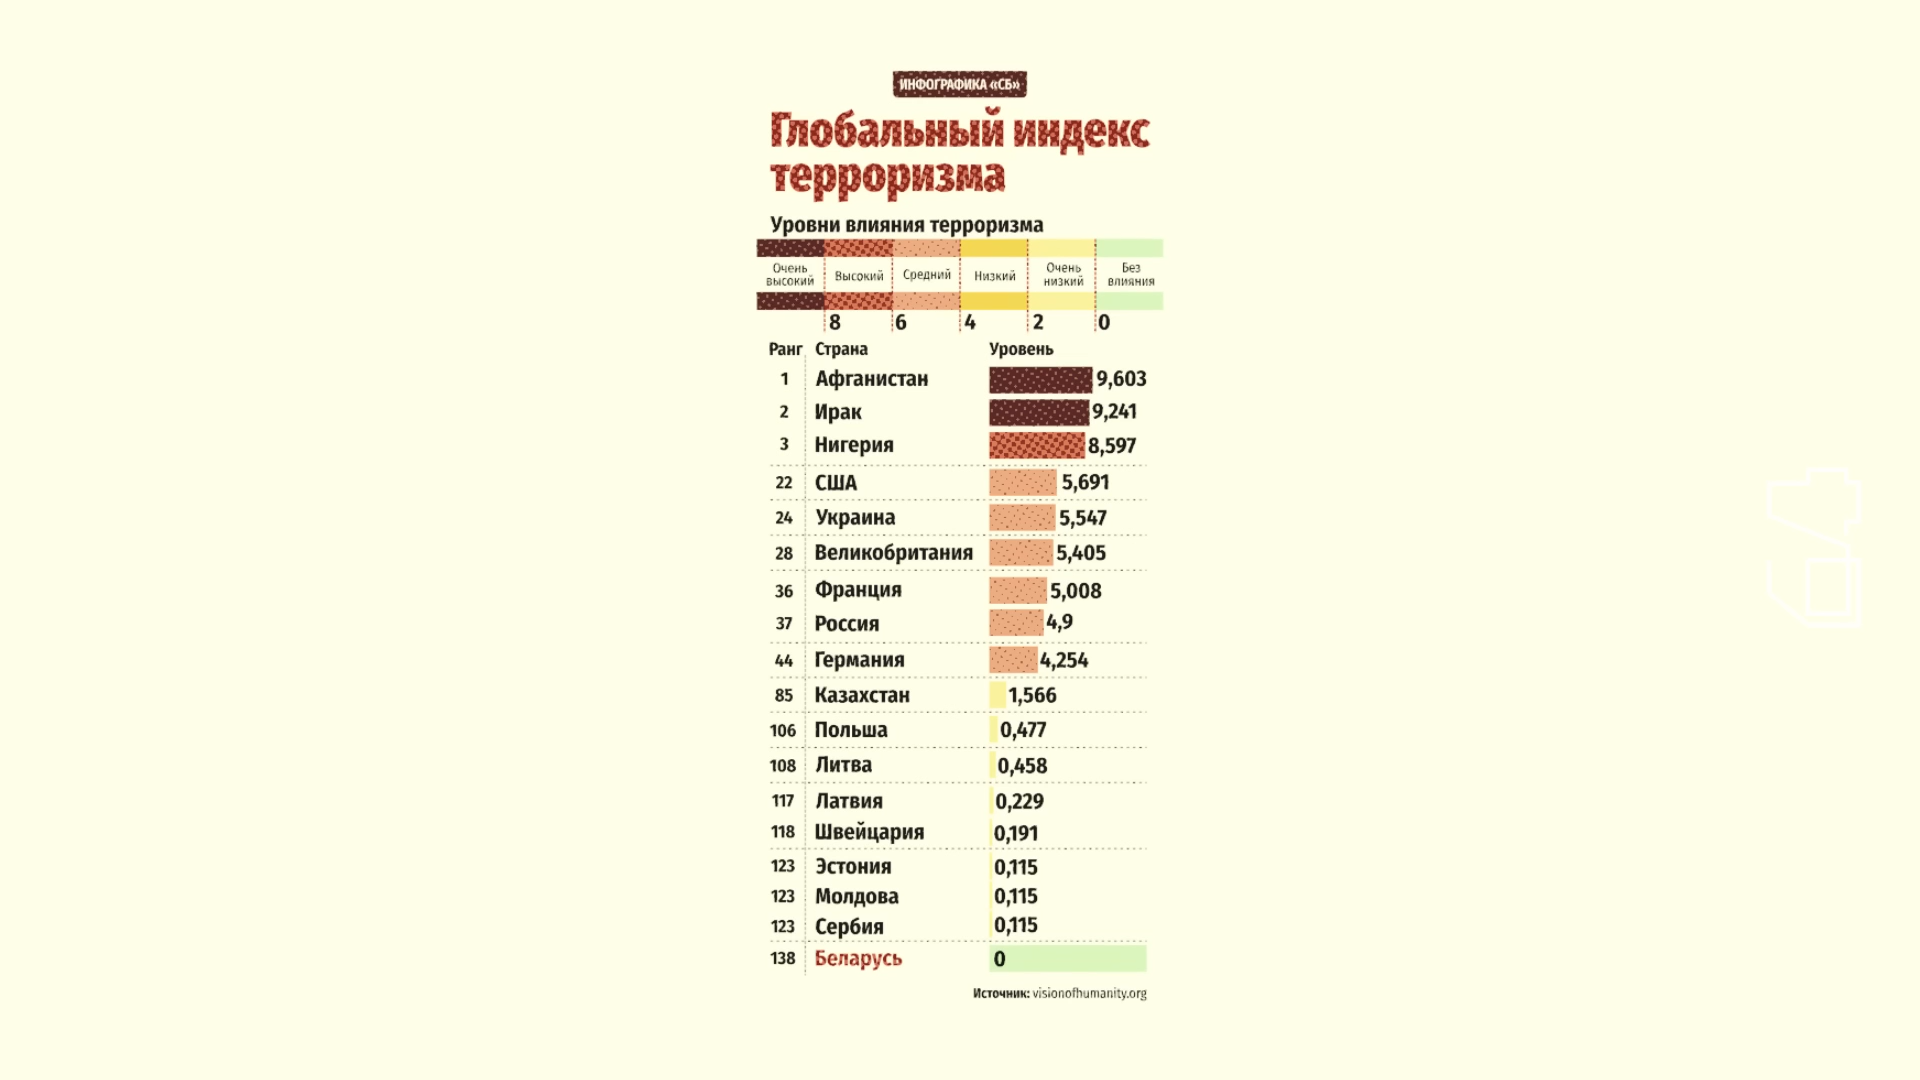 ИНФОГРАФИКА «СБ»
Глобальный индекс
терроризма
Уровни влияния терроризма
Очень высокий Высокий Средний Низкий Очень низкий Без влияния
8 6 4 2 0
Ранг Страна Уровень
1 Афганистан 9,603
2 Ирак 9,241
3 Нигерия 8,597
22 США 5,691
24 Украина 5,547
28 Великобритания 5,405
36 Франция 5,008
37 Россия 4,9
44 Германия 4,254
85 Казахстан 1,566
106 Польша 0,477
108 Литва 0,458
117 Латвия 0,229
118 Швейцария 0,191
123 Эстония 0,115
123 Молдова 0,115
123 Сербия 0,115
138 Беларусь 0
Источник: visionofhumanity.org